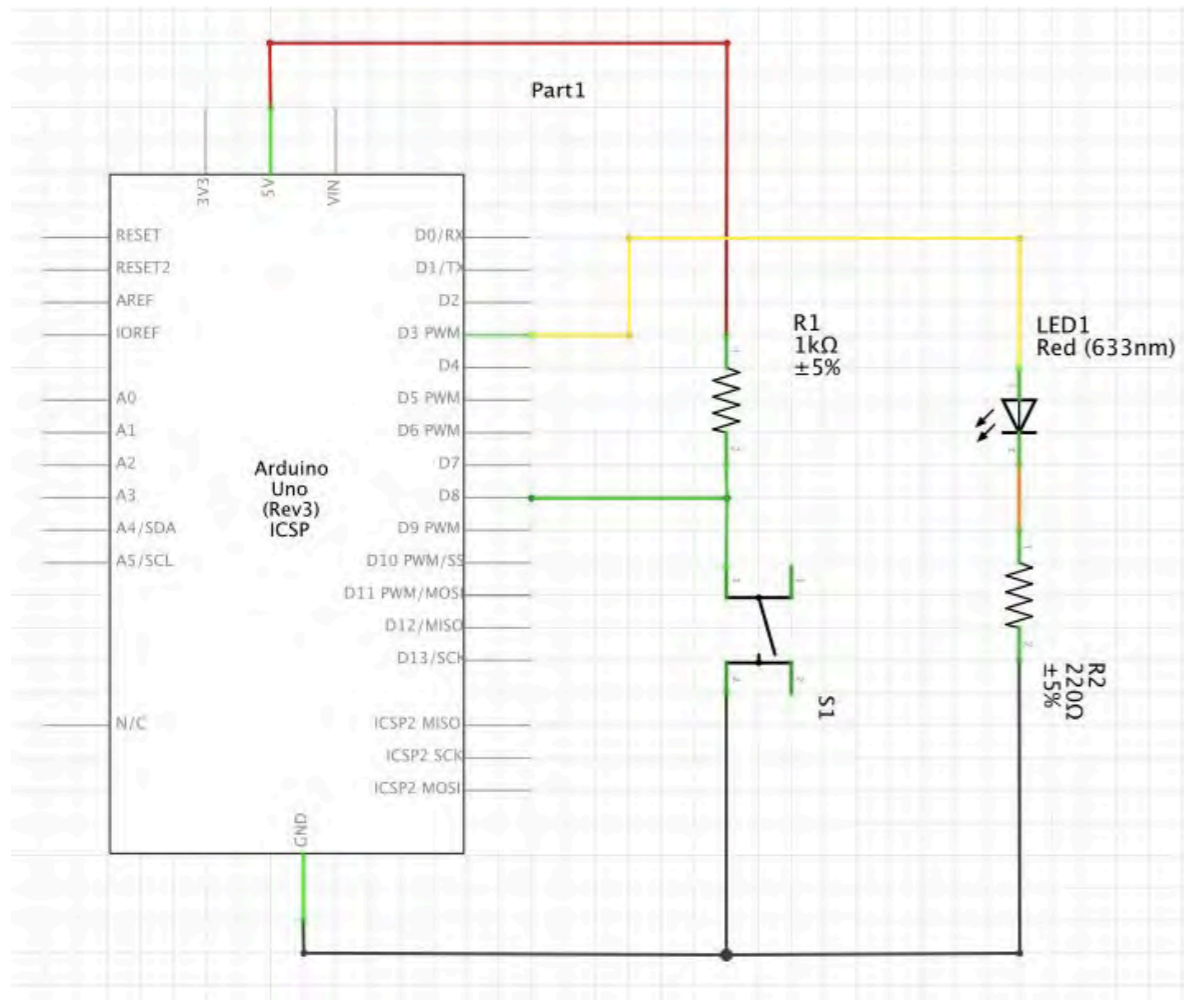 Part1
3V3
5V
VIN
RESET
RESET2
AREF
IOREF
A0
A1
A2
A3
A4/SDA
A5/SCL
N/C
Arduino
Uno
(Rev3)
ICSP
D0/RX
D1/TX
D2
D3 PWM
D4
D5 PWM
D6 PWM
D7
D8
D9 PWM
D10 PWM/SS
D11 PWM/MOSI
D12/MISO
D13/SCK
ICSP2 MISO
ICSP2 SCK
ICSP2 MOSI
GND
R1
1kΩ
±5%
LED1
Red (633nm)
S1
R2
220Ω
±5%